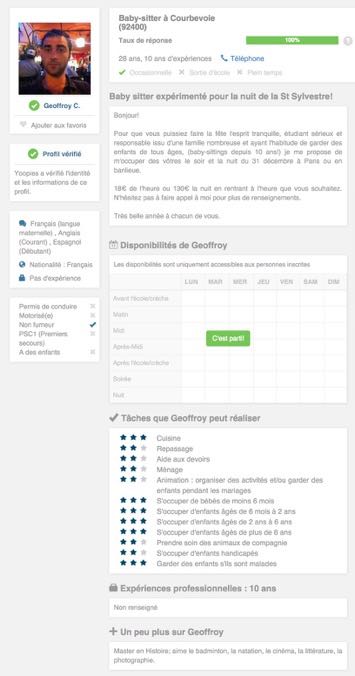 Geoffroy C.
Ajouter aux favoris
Profil vérifié
Yoopies a vérifié l'identité
et les informations de ce
profil.
Français (langue
maternelle) , Anglais
(Courant) , Espagnol
(Débutant)
Nationalité : Français
Pas d'expérience
Permis de conduire
Motorisé(e)
Non fumeur
PSC1 (Premiers
secours)
A des enfants
Baby-sitter à Courbevoie
(92400)
Taux de réponse 100%
28 ans, 10 ans d'expériences Téléphone
Occasionnelle Sortie d'école Plein temps
Baby sitter expérimenté pour la nuit de la St Sylvestre!
Bonjour!
Pour que vous puissiez faire la fête l'esprit tranquille, étudiant sérieux et
responsable issu d'une famille nombreuse et ayant l'habitude de garder des
enfants de tous âges, (baby-sittings depuis 10 ans!) je me propose de
m'occuper des vôtres le soir et la nuit du 31 décembre à Paris ou en
banlieue.
18€ de l'heure ou 130€ la nuit en rentrant à l'heure que vous souhaitez.
N'hésitez pas à faire appel à moi pour plus de renseignements.
Très belle année à chacun de vous.
Disponibilités de Geoffroy
Les disponibilités sont uniquement accessibles aux personnes inscrites
LUN MAR MER JEU VEN SAM DIM
Avant l'école/crèche
Matin
Midi
C'est parti!
Après-Midi
Après l'école/crèche
Soirée
Nuit
Tâches que Geoffroy peut réaliser
Cuisine
Repassage
Aide aux devoirs
Ménage
Animation : organiser des activités et/ou garder des
enfants pendant les mariages
S'occuper de bébés de moins 6 mois
S'occuper d'enfants âgés de 6 mois à 2 ans
S'occuper d'enfants âgés de 2 ans à 6 ans
S'occuper d'enfants âgés de plus de 6 ans
Prendre soin des animaux de compagnie
S'occuper d'enfants handicapés
Garder des enfants s'ils sont malades
Expériences professionnelles : 10 ans
Non renseigné
Un peu plus sur Geoffroy
Master en Histoire; aime le badminton, la natation, le cinéma, la littérature, la
photographie.